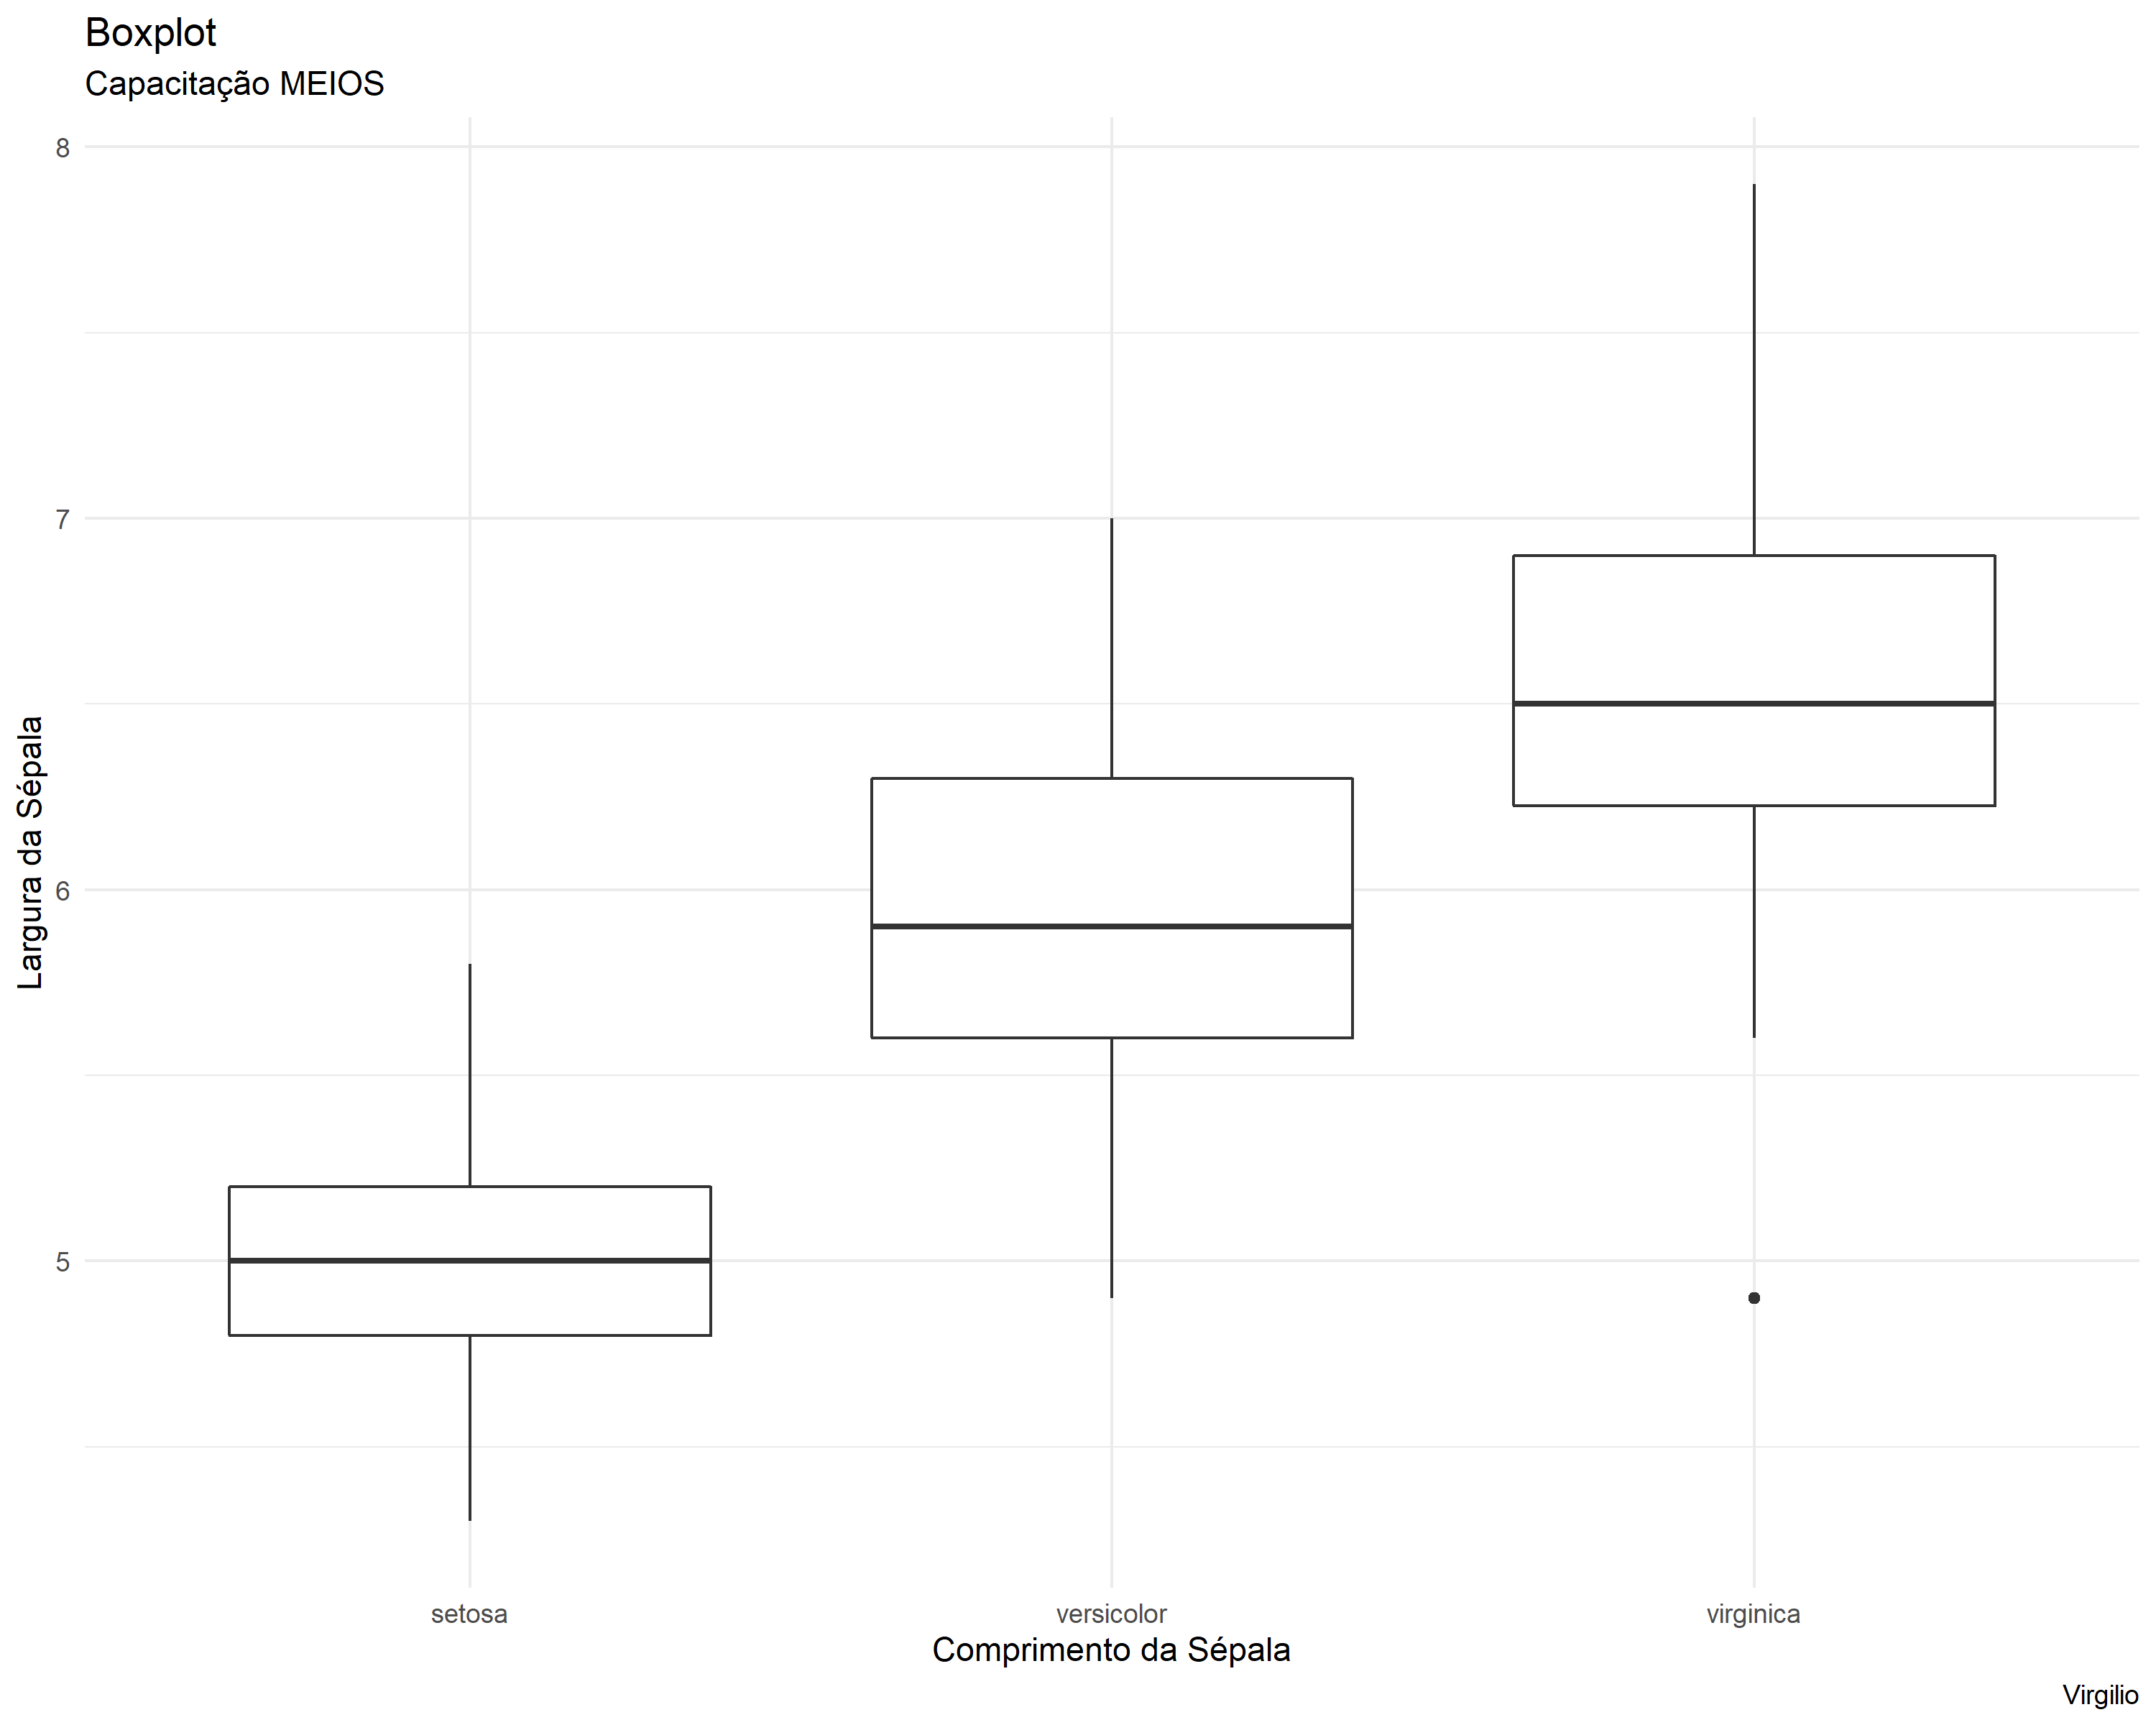 Boxplot
Capacitação MEIOS
8
7
6
5
Largura da Sépala
setosa
versicolor
virginica
Comprimento da Sépala
Virgilio